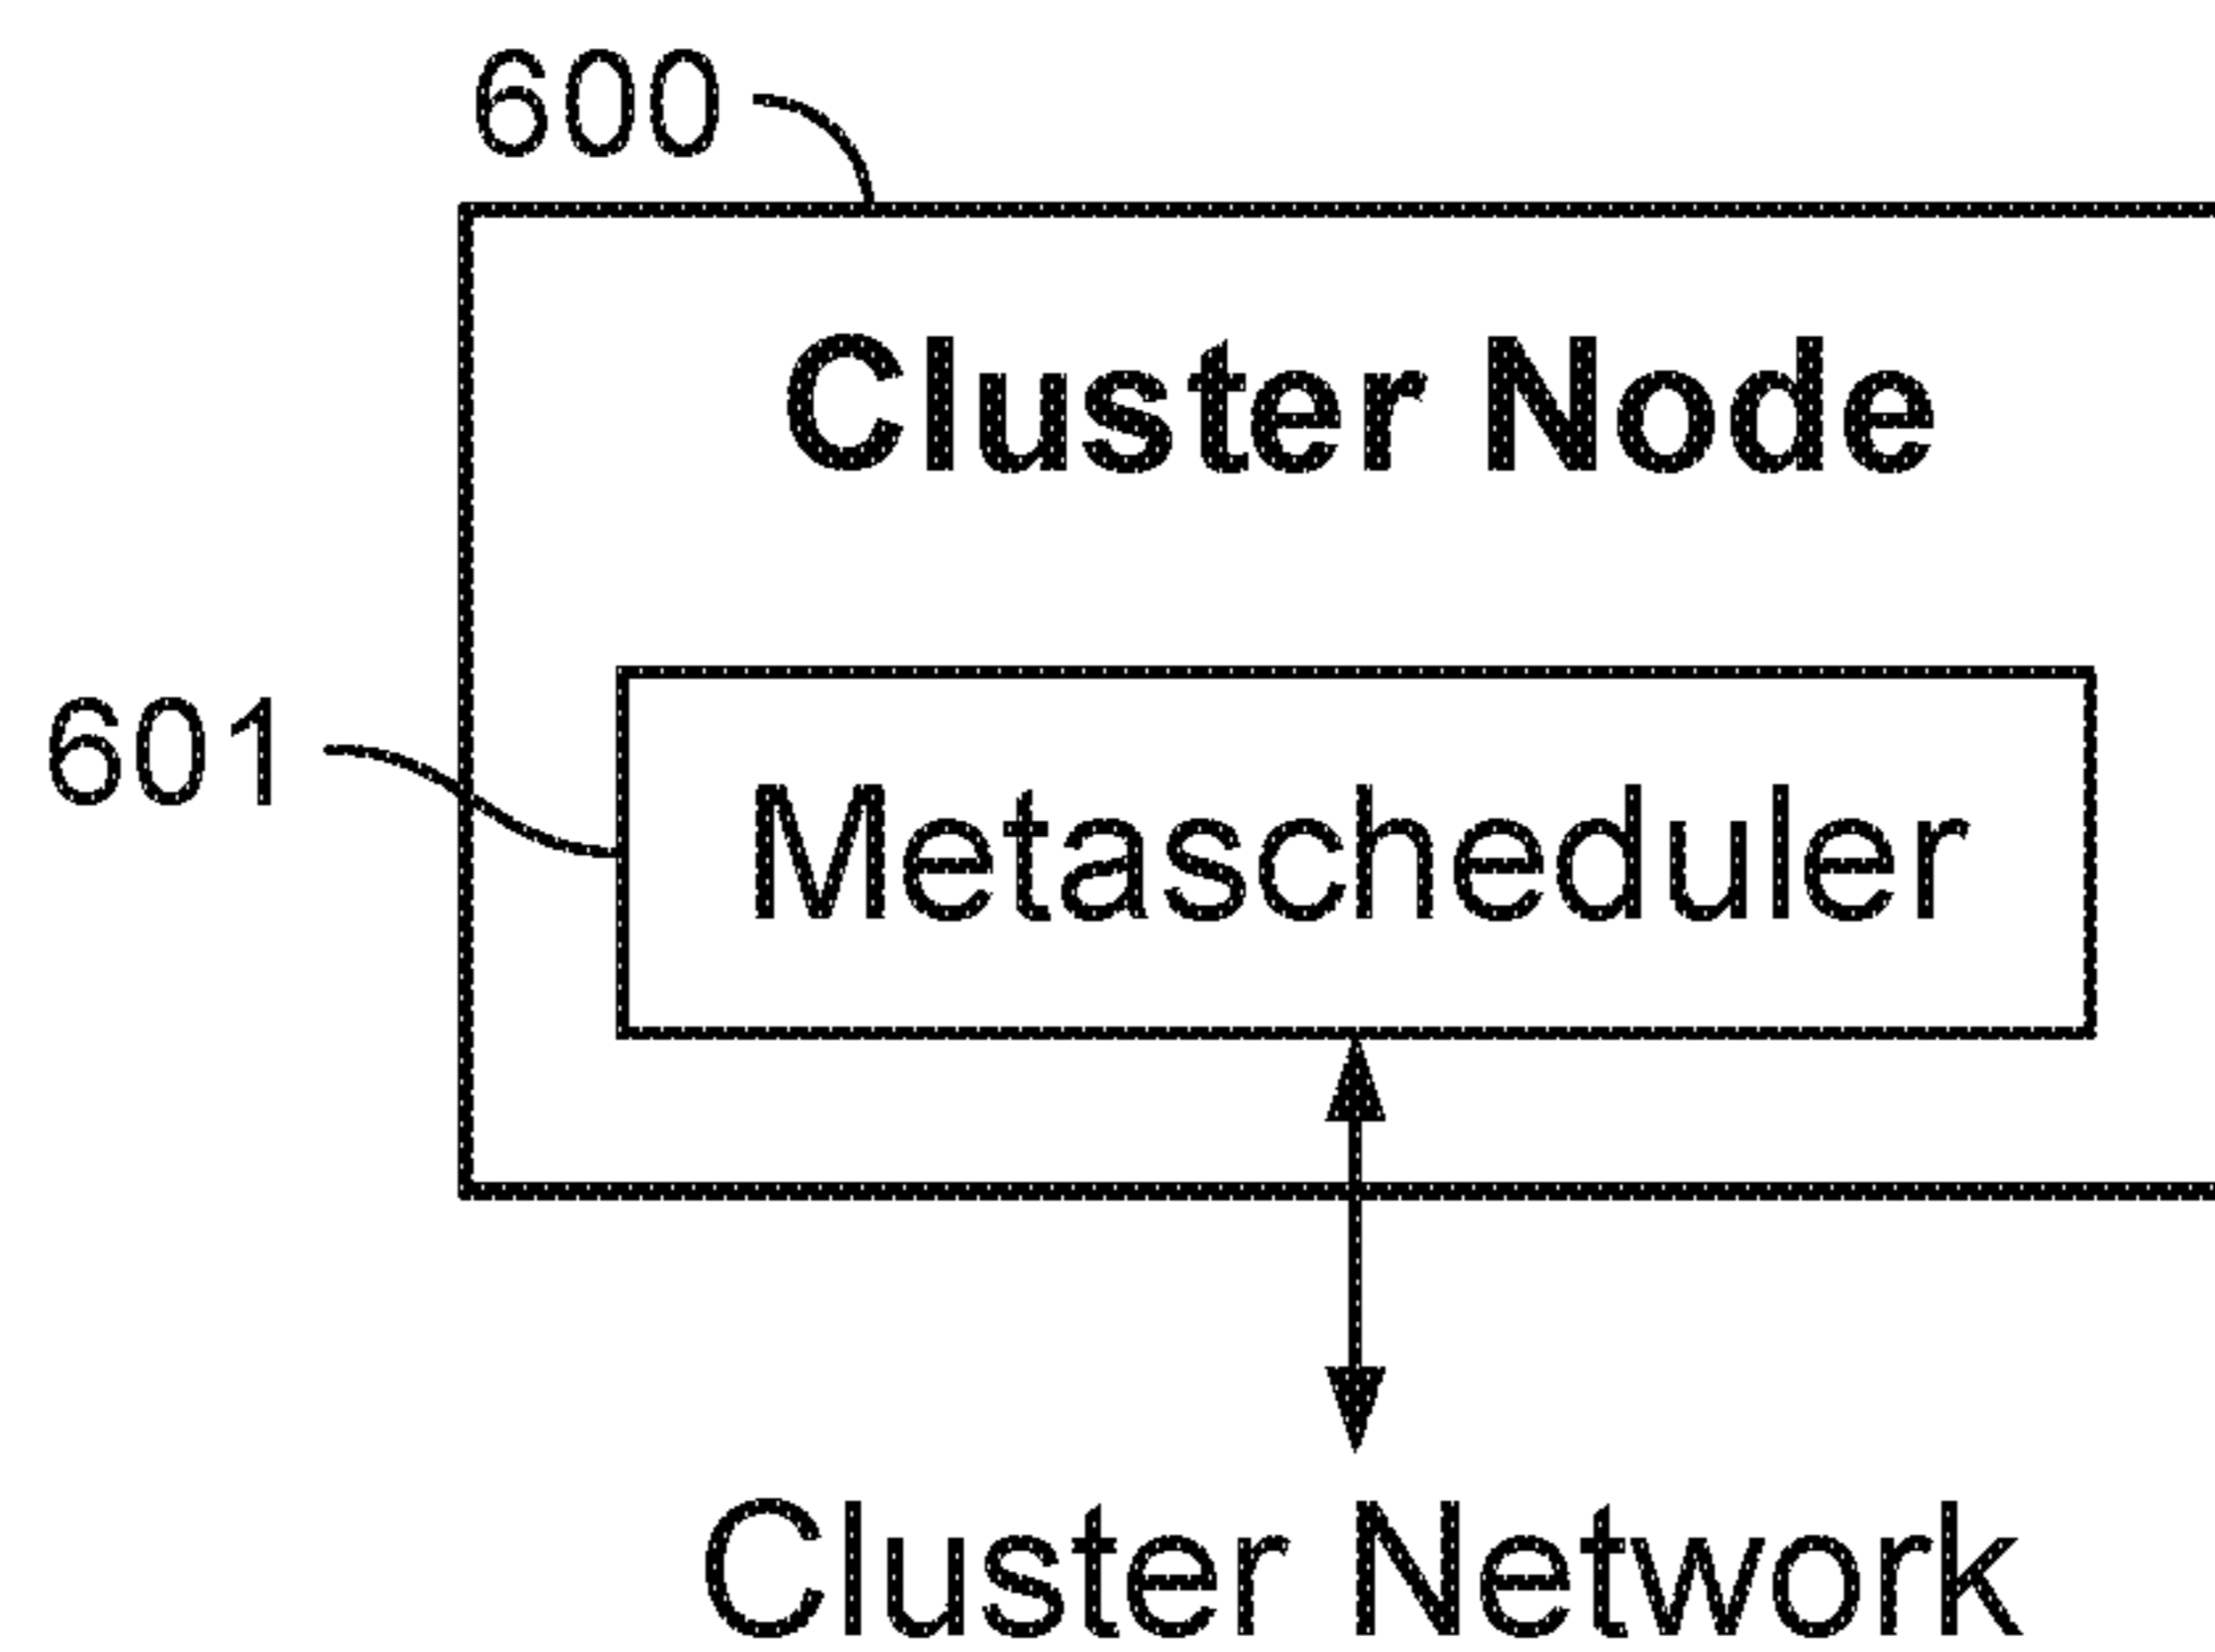 600
Cluster Node
601
Metascheduler
Cluster Network